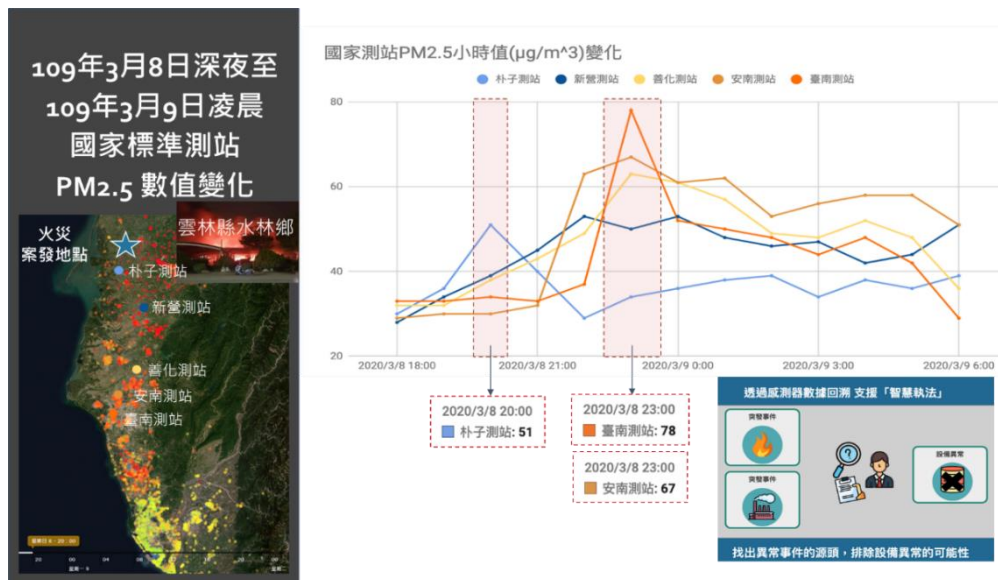 109年3月8日深夜至
109年3月9日凌晨
國家標準測站
PM2.5 數值變化
火災
案發地點
雲林縣水林鄉
朴子測站
新營測站
善化測站
安南測站
臺南測站
國家測站PM2.5小時值(μg/m^3)變化
朴子測站 新營測站 善化測站 安南測站 臺南測站
80
60
40
20
2020/3/8 18:00 2020/3/8 21:00 2020/3/9 0:00 2020/3/9 3:00 2020/3/9 6:00
2020/3/8 20:00
朴子測站: 51
2020/3/8 23:00
臺南測站: 78
2020/3/8 23:00
安南測站: 67
透過感測器數據回溯 支援「智慧執法」
突發事件
突發事件
設備異常
找出異常事件的源頭，排除設備異常的可能性